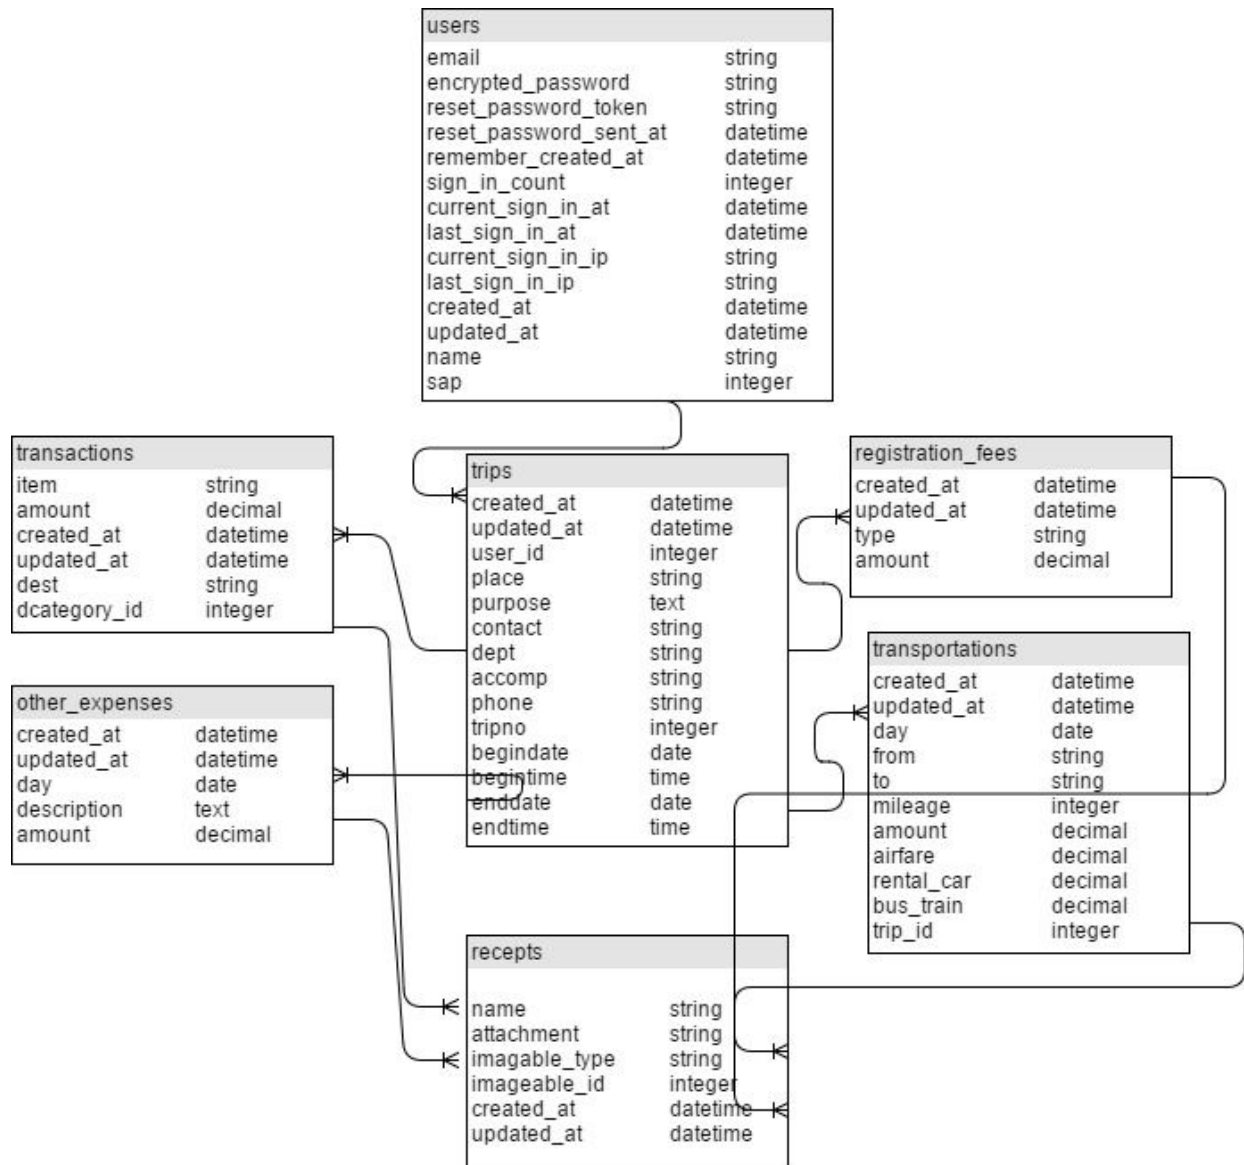 users
email string
encrypted_password string
reset_password_token string
reset_password_sent_at datetime
remember_created_at datetime
sign_in_count integer
current_sign_in_at datetime
last_sign_in_at datetime
current_sign_in_ip string
last_sign_in_ip string
created_at datetime
updated_at datetime
name string
sap integer
transactions
item string
amount decimal
created_at datetime
updated_at datetime
dest string
dcategory_id integer
trips
created_at datetime
updated_at datetime
user_id integer
place string
purpose text
contact string
dept string
accomp string
phone string
tripno integer
begindate date
begintime time
enddate date
endtime time
registration_fees
created_at datetime
updated_at datetime
type string
amount decimal
other_expenses
created_at datetime
updated_at datetime
day date
description text
amount decimal
transportations
created_at datetime
updated_at datetime
day date
from string
to string
mileage integer
amount decimal
airfare decimal
rental_car decimal
bus_train decimal
trip_id integer
recepts
name string
attachment string
imagable_type string
imageable_id integer
created_at datetime
updated_at datetime